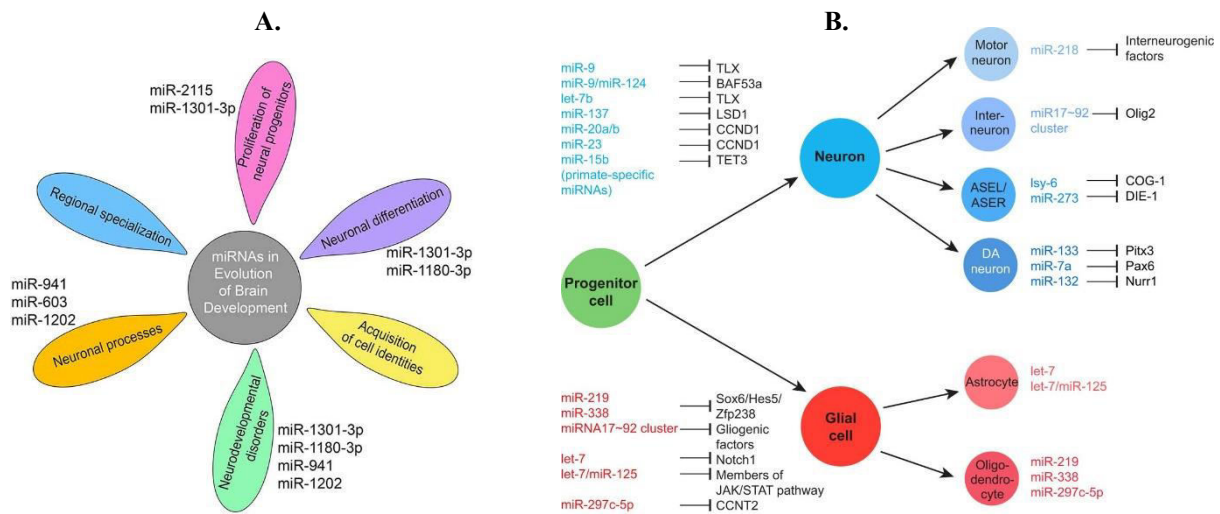 A.
miR-2115
miR-1301-3p
Proliferation of
neural progenitors
Regional specialization
Neuronal differentiation
miR-1301-3p
miR-1180-3p
miRNAs in
Evolution
of Brain
Development
miR-941
miR-603
miR-1202
Neuronal processes
Acquisition
of cell identities
Neurodevelopmental
disorders
miR-1301-3p
miR-1180-3p
miR-941
miR-1202
B.
miR-9 TLX
miR-9/miR-124 BAF53a
let-7b TLX
miR-137 LSD1
miR-20a/b CCND1
miR-23 CCND1
miR-15b TET3
(primate-specific
miRNAs)
Progenitor
cell
Neuron
Motor
neuron
miR-218 Interneurogenic
factors
Inter-
neuron
miR17~92 Olig2
cluster
ASEL/
ASER
lsy-6 COG-1
miR-273 DIE-1
DA
neuron
miR-133 Pitx3
miR-7a Pax6
miR-132 Nurr1
miR-219 Sox6/Hes5/
miR-338 Zfp238
miRNA17~92 cluster Gliogenic
factors
let-7 Notch1
let-7/miR-125 Members of
JAK/STAT pathway
miR-297c-5p CCNT2
Glial
cell
Astrocyte
let-7
let-7/miR-125
Oligo-
dendro-
cyte
miR-219
miR-338
miR-297c-5p